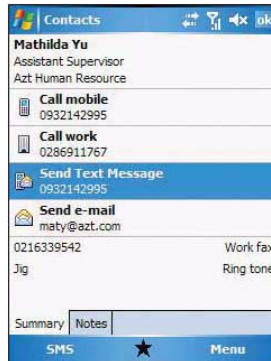 Contacts ok
Mathilda Yu
Assistant Supervisor
Azt Human Resource
Call mobile
0932142995
Call work
0286911767
Send Text Message
0932142995
Send e-mail
maty@azt.com
0216339542 Work fax
Jig Ring tone
Summary Notes
SMS Menu